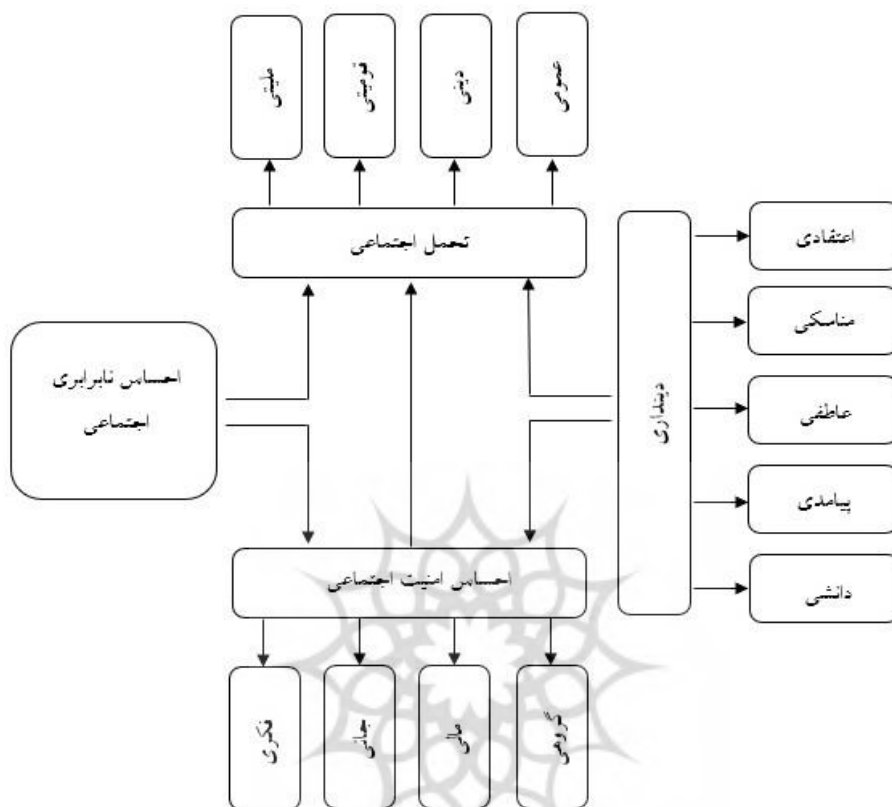 عمومی
دینی
قومیتی
ملیتی
تحمل اجتماعی
اعتقادی
مناسکی
عاطفی
پیامدی
دانشی
دینداری
احساس نابرابری
اجتماعی
احساس امنیت اجتماعی
گروهی
مالی
جانی
فکری